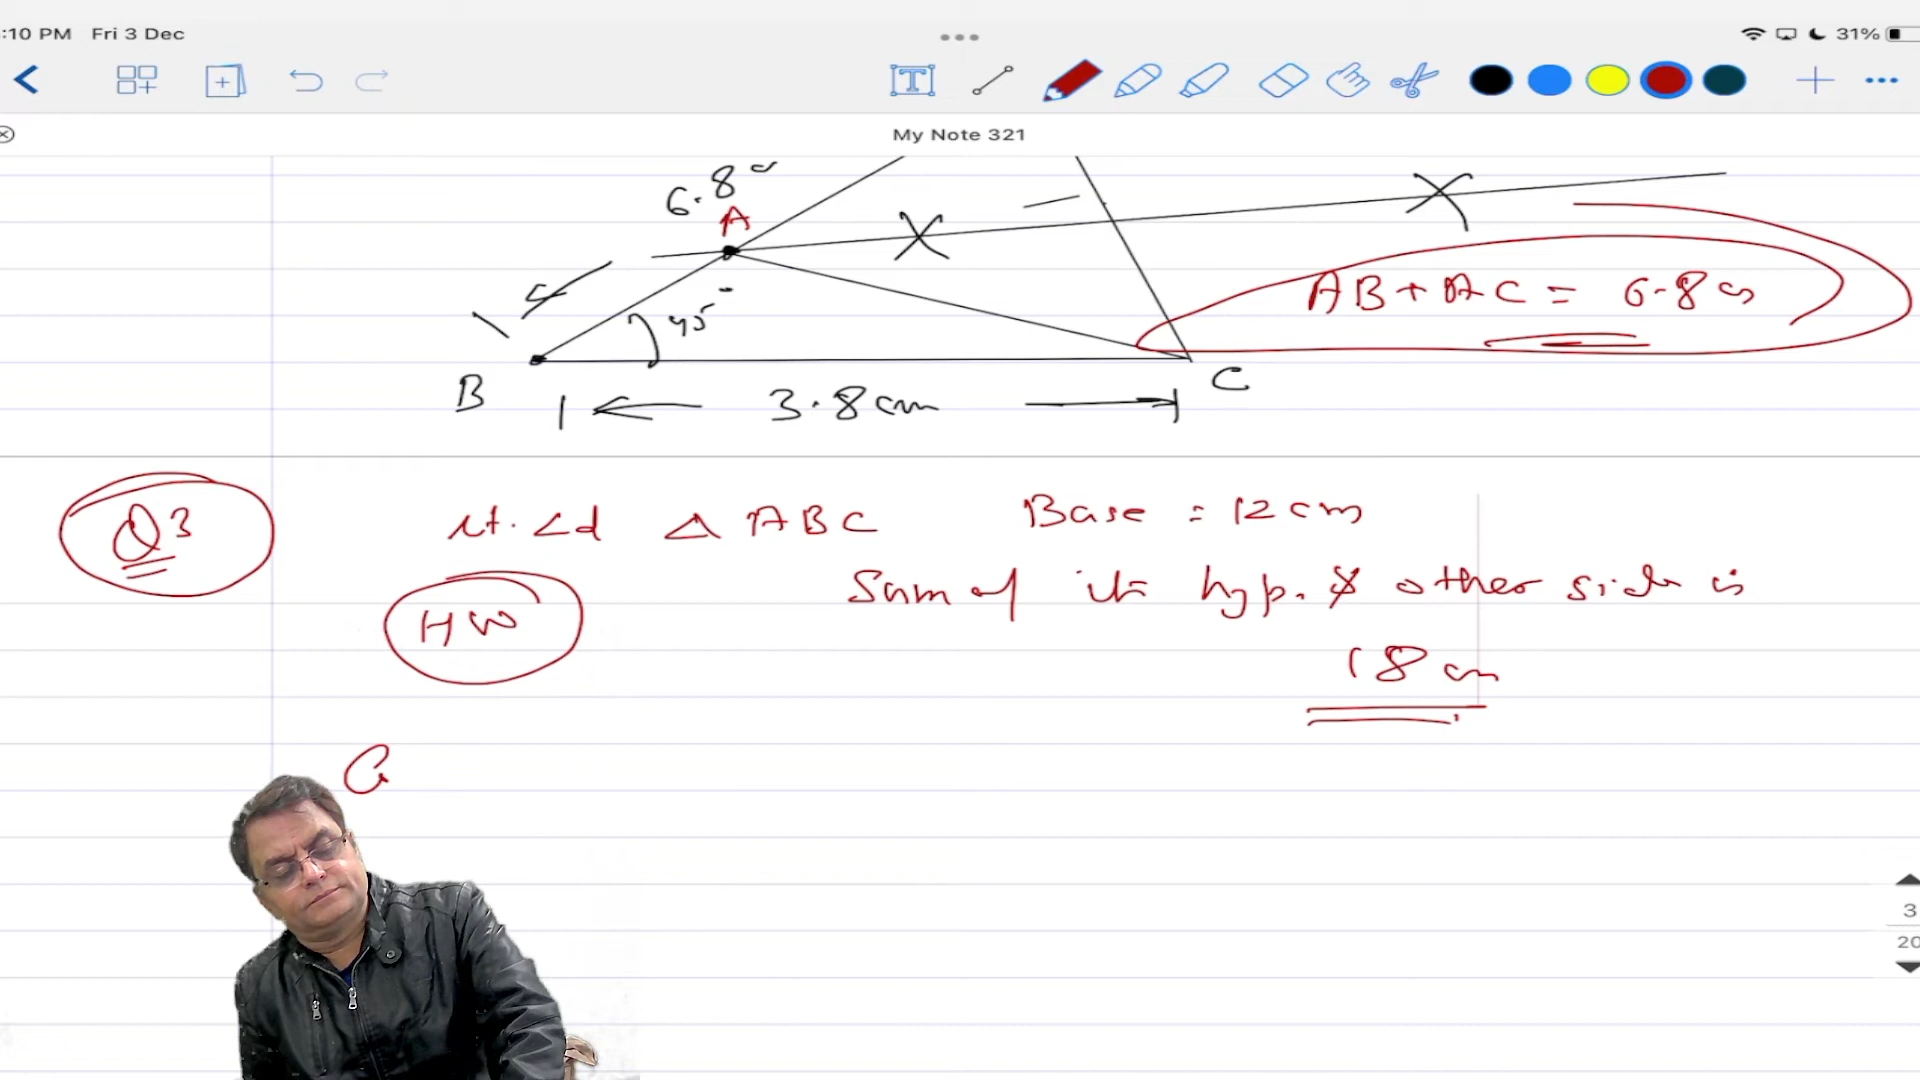 :10 PM Fri 3 Dec
31%
T
My Note 321
6.8
A
45°
AB + AC = 6.8 cm
B
C
3.8 cm
Q3
rt. ∠d △ ABC Base = 12 cm
Sum of its hyp. & other side is
HW
18 cm
G
3
20